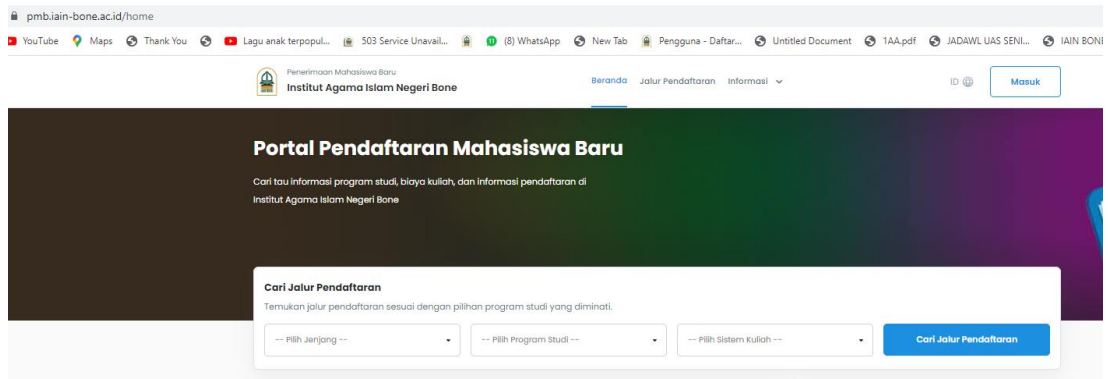 pmb.iain-bone.ac.id/home
YouTube Maps Thank You Lagu anak terpopul... 503 Service Unavail... (8) WhatsApp New Tab Pengguna - Daftar... Untitled Document 1AA.pdf JADAWL UAS SENI... IAIN BONE
Penerimaan Mahasiswa Baru
Institut Agama Islam Negeri Bone
Beranda Jalur Pendaftaran Informasi ID Masuk
Portal Pendaftaran Mahasiswa Baru
Cari tau informasi program studi, biaya kuliah, dan informasi pendaftaran di
Institut Agama Islam Negeri Bone
Cari Jalur Pendaftaran
Temukan jalur pendaftaran sesuai dengan pilihan program studi yang diminati.
-- Pilih Jenjang -- -- Pilih Program Studi -- -- Pilih Sistem Kuliah -- Cari Jalur Pendaftaran